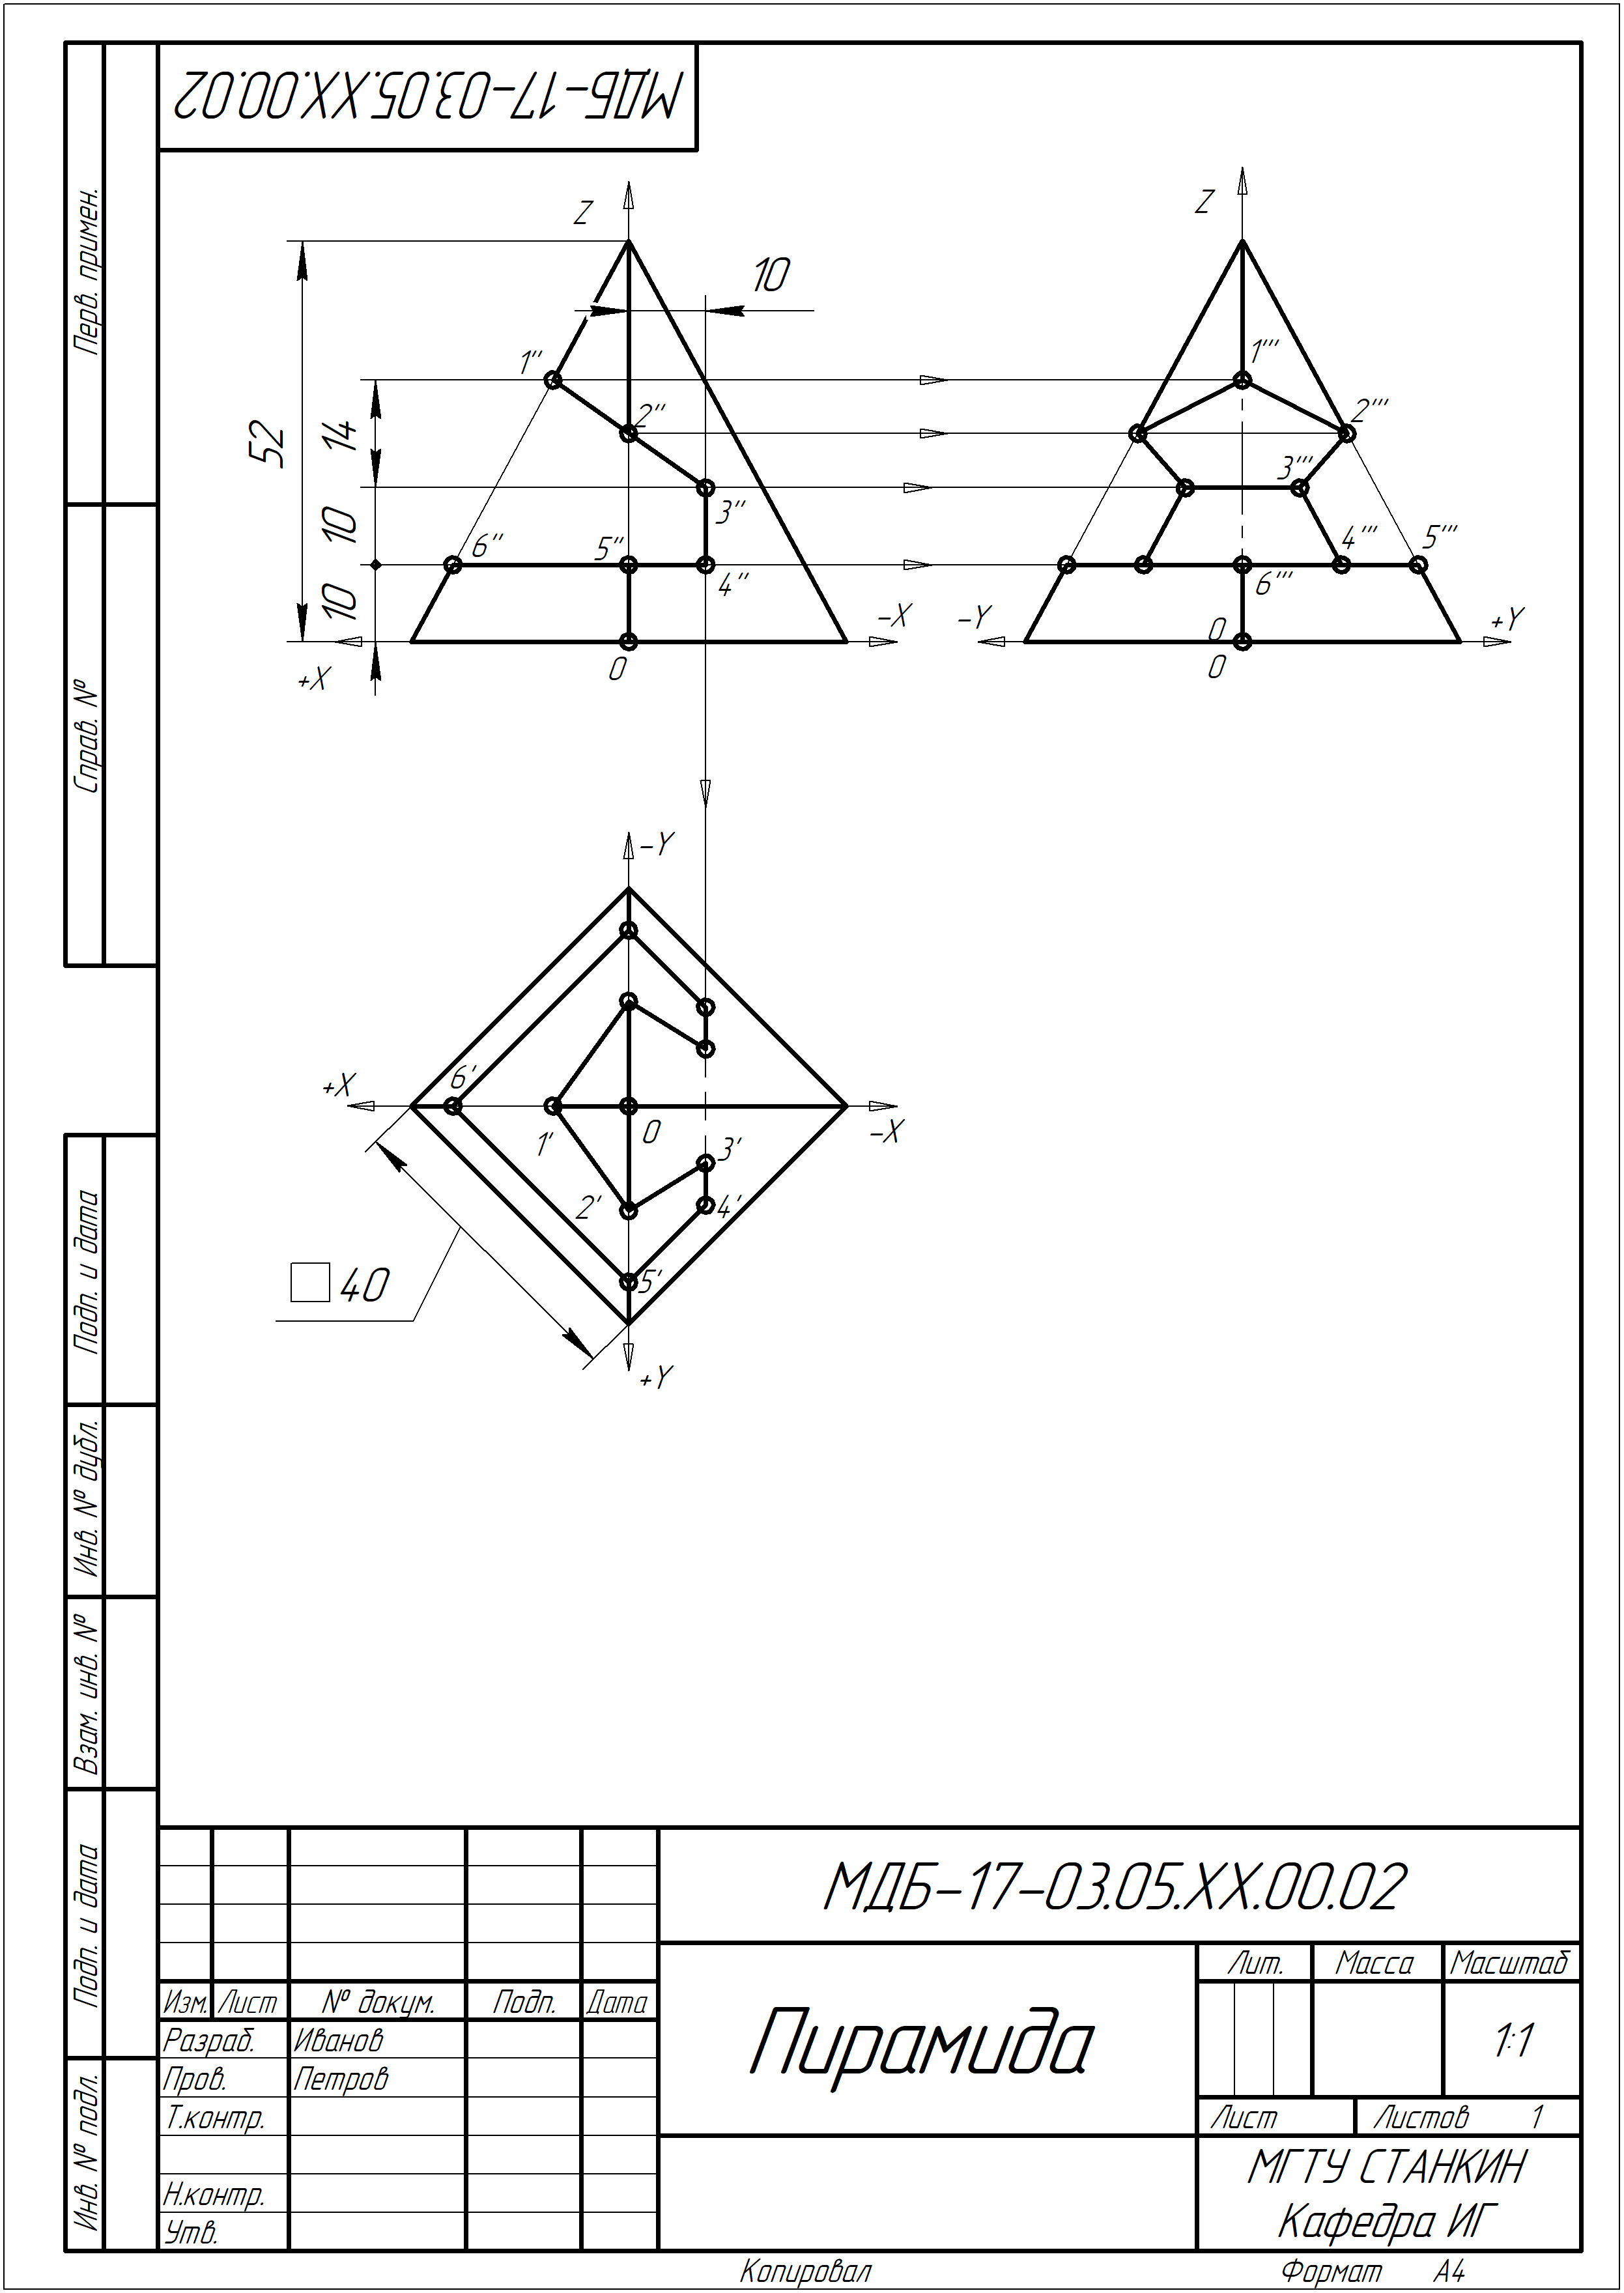 МДБ-17-03.05.XX.00.02
Перв. примен.
Справ. №
Подп. и дата
Инв. № дубл.
Взам. инв. №
Подп. и дата
Инв. № подл.
Z
10
1''
2''
3''
4''
5''
6''
52
14
10
10
+X
-X
0
Z
1'''
2'''
3'''
4'''
5'''
6'''
-Y
+Y
0
0
-Y
+X
6'
1'
0
-X
2'
3'
4'
5'
□ 40
+Y
МДБ-17-03.05.XX.00.02
Лит. Масса Масштаб
Изм. Лист № докум. Подп. Дата
Разраб. Иванов
Пров. Петров
Т.контр.
Н.контр.
Утв.
Пирамида
1:1
Лист Листов 1
МГТУ СТАНКИН
Кафедра ИГ
Копировал Формат А4